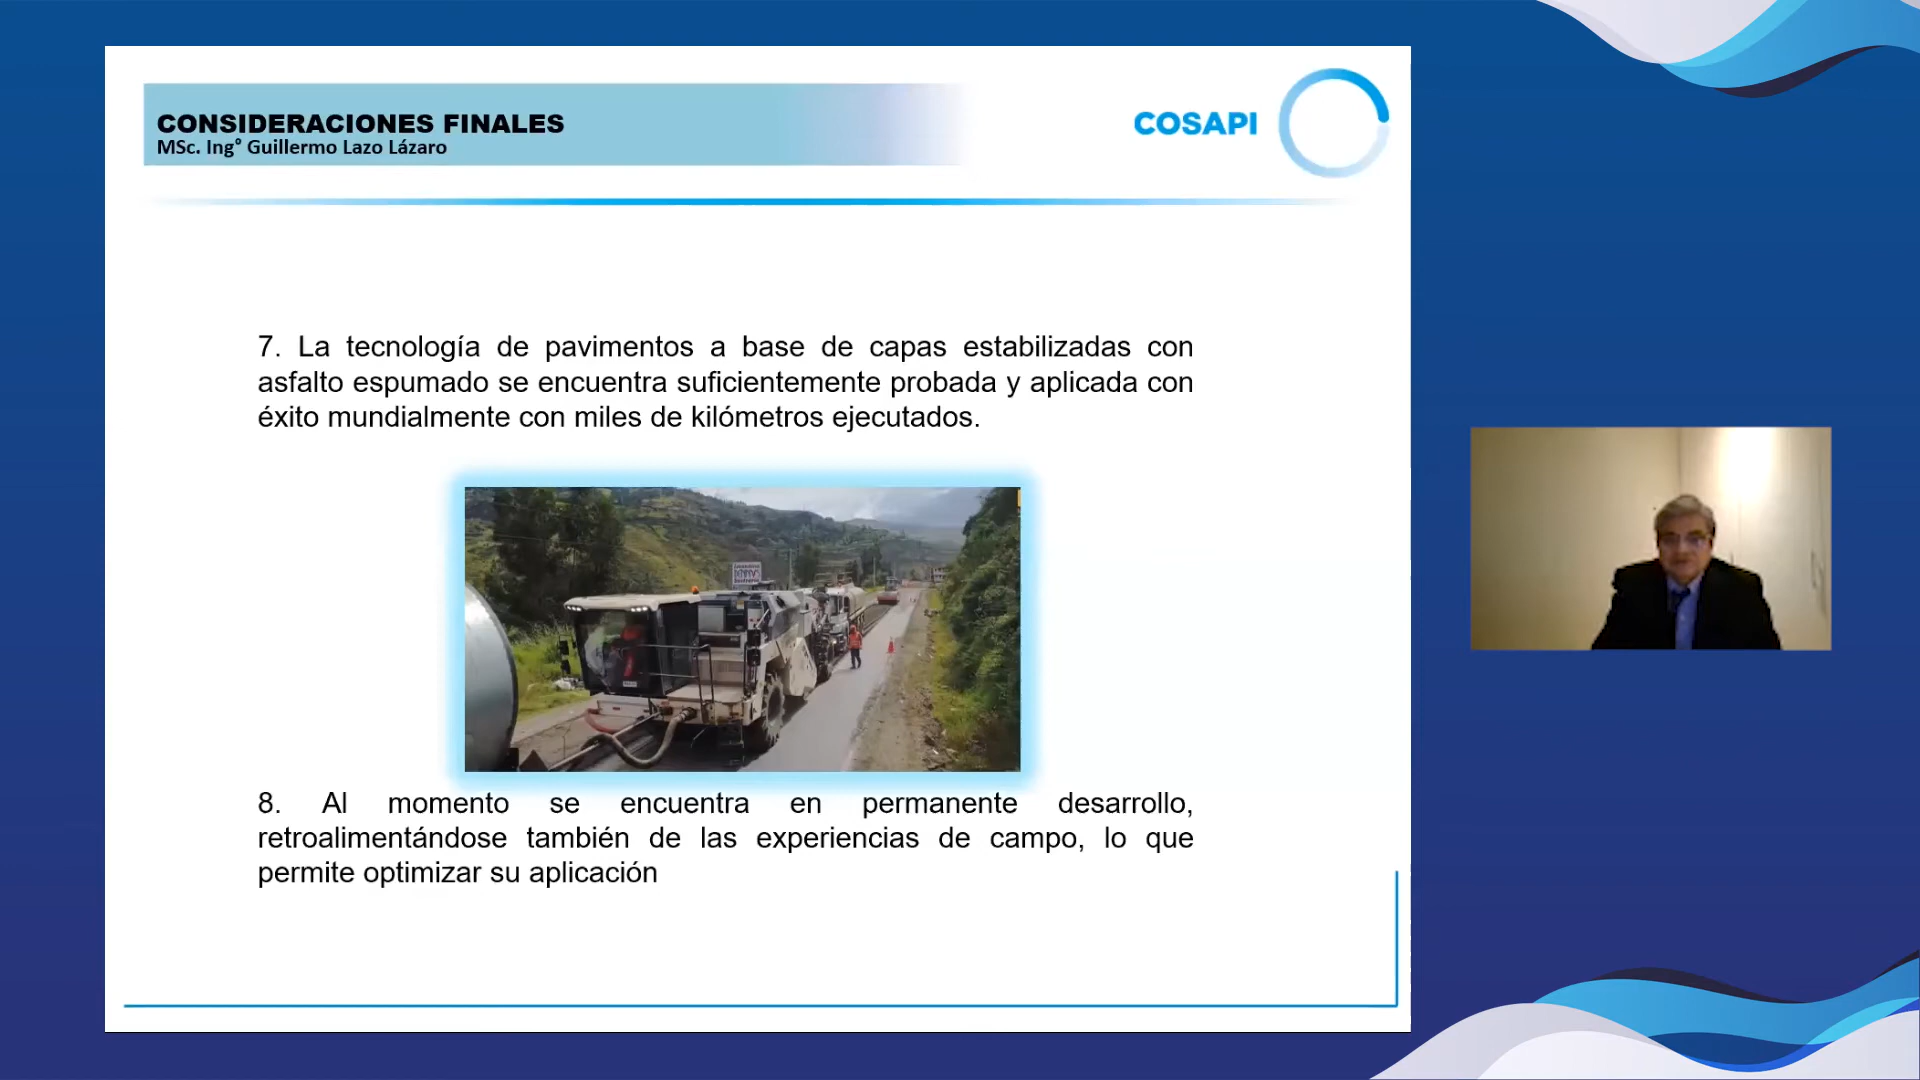 CONSIDERACIONES FINALES
MSc. Ing° Guillermo Lazo Lázaro
COSAPI
7. La tecnología de pavimentos a base de capas estabilizadas con
asfalto espumado se encuentra suficientemente probada y aplicada con
éxito mundialmente con miles de kilómetros ejecutados.
8. Al momento se encuentra en permanente desarrollo,
retroalimentándose también de las experiencias de campo, lo que
permite optimizar su aplicación